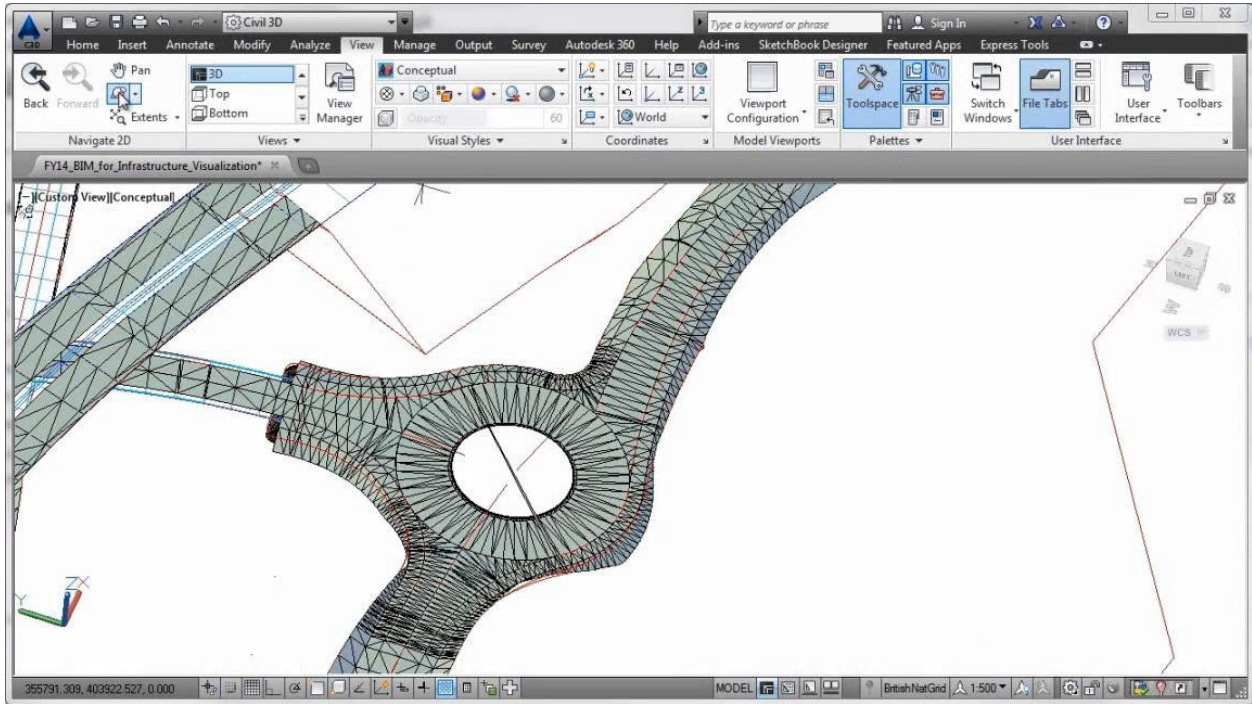 C3D
Civil 3D
Type a keyword or phrase
Sign In
Home Insert Annotate Modify Analyze View Manage Output Survey Autodesk 360 Help Add-ins SketchBook Designer Featured Apps Express Tools
Back
Forward
Pan
Extents
Navigate 2D
3D
Top
Bottom
View Manager
Views
Conceptual
Opacity 60
Visual Styles
World
Coordinates
Viewport Configuration
Model Viewports
Toolspace
Palettes
Switch Windows
File Tabs
User Interface
Toolbars
User Interface
FY14_BIM_for_Infrastructure_Visualization*
[−][Custom View][Conceptual]
LEFT
WCS
Y
Z
X
355791.309, 403922.527, 0.000
MODEL
BritishNatGrid
1:500